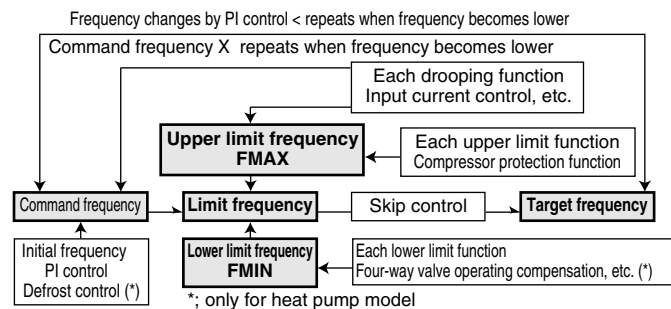 Frequency changes by PI control < repeats when frequency becomes lower
Command frequency X repeats when frequency becomes lower
Each drooping function
Input current control, etc.
Upper limit frequency
FMAX
Each upper limit function
Compressor protection function
Command frequency
Limit frequency
Skip control
Target frequency
Initial frequency
PI control
Defrost control (*)
Lower limit frequency
FMIN
Each lower limit function
Four-way valve operating compensation, etc. (*)
*; only for heat pump model